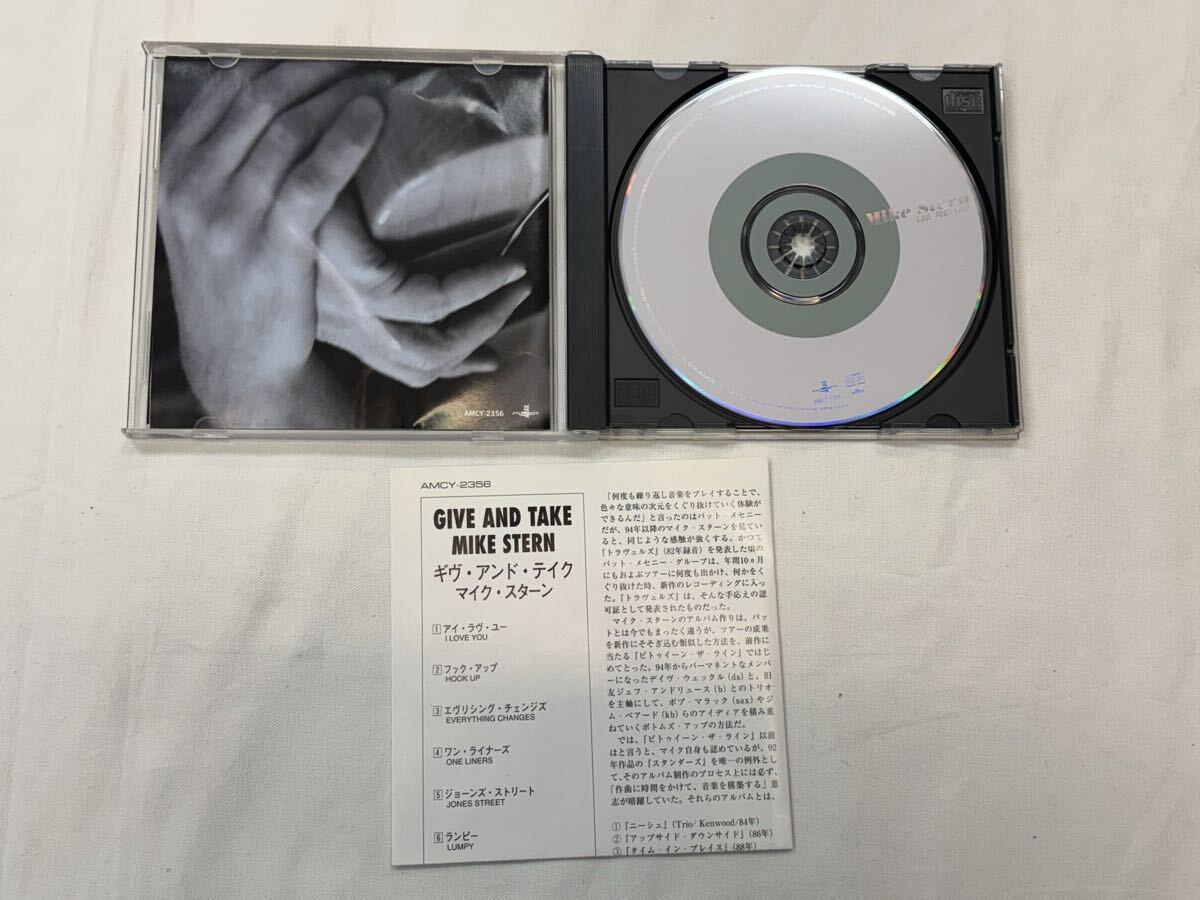 AMCY-2356
Mike Stern
AMCY-2356
GIVE AND TAKE
MIKE STERN
ギヴ・アンド・テイク
マイク・スターン
1 アイ・ラヴ・ユー
I LOVE YOU
2 フック・アップ
HOOK UP
3 エヴリシング・チェンジズ
EVERYTHING CHANGES
4 ワン・ライナーズ
ONE LINERS
5 ジョーンズ・ストリート
JONES STREET
6 ランピー
LUMPY
「何度も繰り返し音楽をプレイすることで、
色々な意味の次元をくぐり抜けていく体験が
できるんだ」と言ったのはパット・メセニー
だが、94年以降のマイク・スターンを見てい
ると、同じような感触が強くする。かつて
『トラヴェルズ』(82年録音)を発表した頃の
パット・メセニー・グループは、年間10ヵ月
にもおよぶツアーに何度も出かけ、何かをく
ぐり抜けた時、新作のレコーディングに入っ
た。『トラヴェルズ』は、そんな手応えの認
可証として発表されたものだった。
マイク・スターンのアルバム作りは、パッ
トとは今でもまったく違うが、ツアーの成果
を新作にそそぎ込む類似した方法を、前作に
当たる『ビトゥイーン・ザ・ライン』ではじ
めてとった。94年からパーマネントなメンバ
ーになったデイヴ・ウェックル(ds)と、旧
友ジェフ・アンドリュース(b)とのトリオ
を主軸にして、ボブ・マラック(sax)やジ
ム・ベアード(kb)らのアイディアを積み重
ねていくボトムズ・アップの方法だ。
では、『ビトゥイーン・ザ・ライン』以前
はと言うと、マイク自身も認めているが、92
年作品の『スタンダーズ』を唯一の例外とし
て、そのアルバム制作のプロセス上には必ず、
「作曲に時間をかけて、音楽を構築する」意
志が暗躍していた。それらのアルバムとは、
①『ニーシュ』(Trio/Kenwood/84年)
②『アップサイド・ダウンサイド』(86年)
③『タイム・イン・プレイス』(88年)